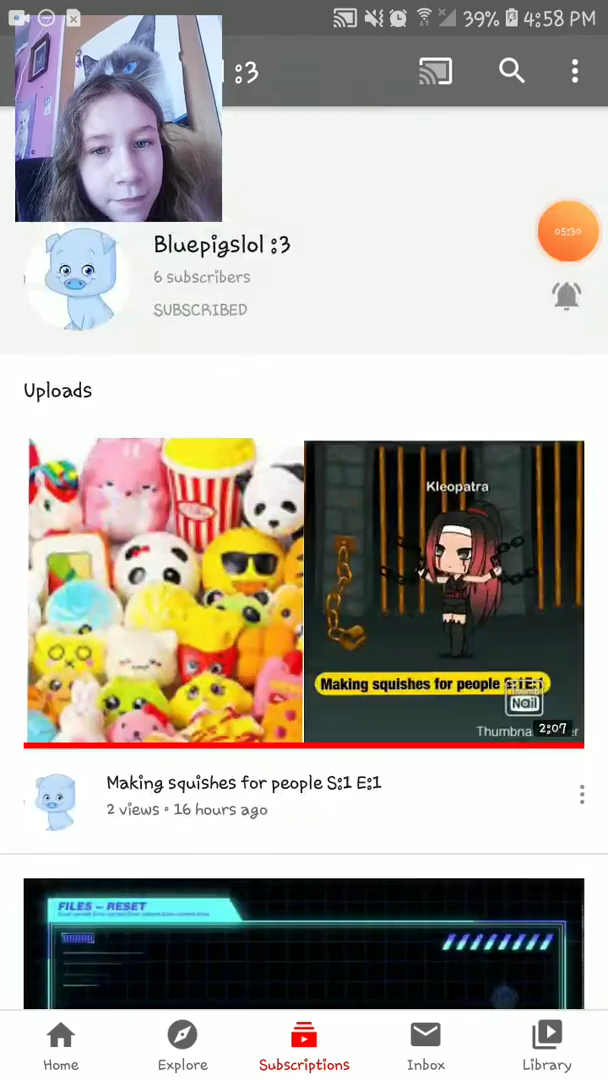 39% 4:58 PM
:3
Bluepigslol :3
05:30
6 subscribers
SUBSCRIBED
Uploads
Kleopatra
Making squishes for people
Nail
Thumbna
2:07
Making squishes for people S:1 E:1
2 views • 16 hours ago
FILES – RESET
Home
Explore
Subscriptions
Inbox
Library